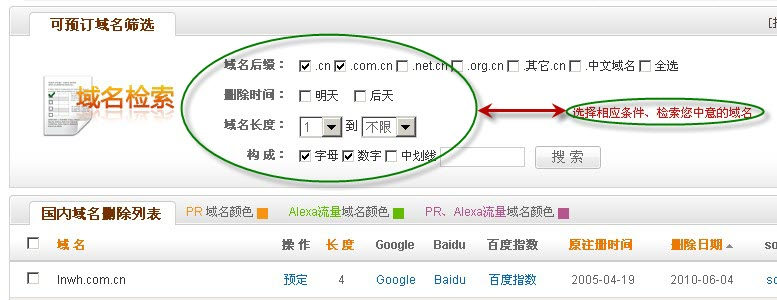 可预订域名筛选
域名检索
域名后缀： .cn .com.cn .net.cn .org.cn .其它.cn .中文域名 全选
删除时间： 明天 后天
域名长度： 1 到 不限
构 成： 字母 数字 中划线 搜 索
选择相应条件、检索您中意的域名
国内域名删除列表 PR 域名颜色 Alexa流量域名颜色 PR、Alexa流量域名颜色
域 名 操 作 长 度 Google Baidu 百度指数 原注册时间 删除日期 so
lnwh.com.cn 预定 4 Google Baidu 百度指数 2005-04-19 2010-06-04 so